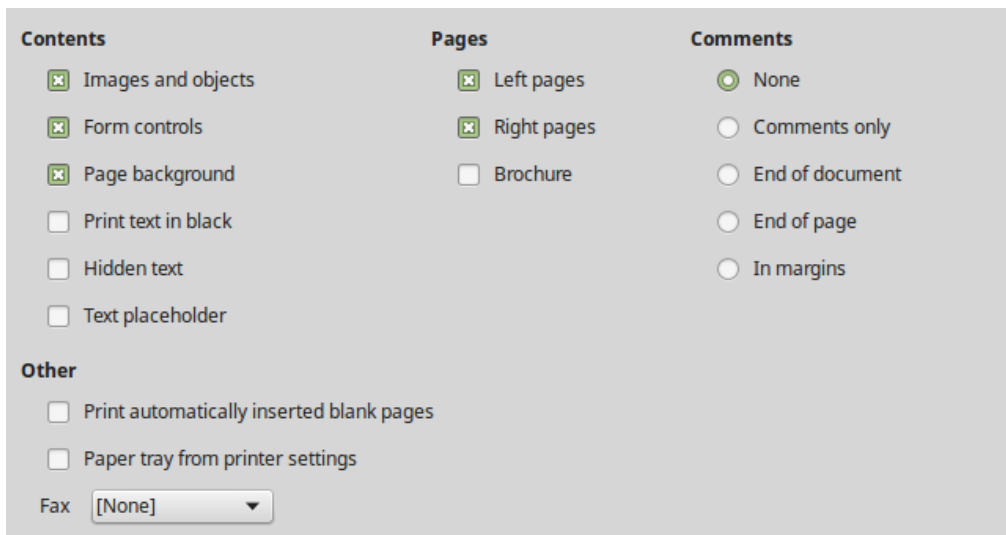 Contents
Images and objects
Form controls
Page background
Print text in black
Hidden text
Text placeholder
Pages
Left pages
Right pages
Brochure
Comments
None
Comments only
End of document
End of page
In margins
Other
Print automatically inserted blank pages
Paper tray from printer settings
Fax [None]